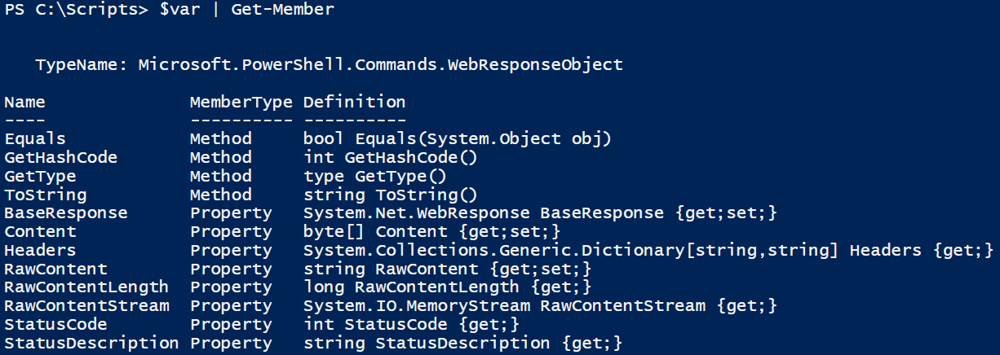 PS C:\Scripts> $var | Get-Member
TypeName: Microsoft.PowerShell.Commands.WebResponseObject
Name              MemberType Definition
----              ---------- ----------
Equals            Method     bool Equals(System.Object obj)
GetHashCode       Method     int GetHashCode()
GetType           Method     type GetType()
ToString          Method     string ToString()
BaseResponse      Property   System.Net.WebResponse BaseResponse {get;set;}
Content           Property   byte[] Content {get;set;}
Headers           Property   System.Collections.Generic.Dictionary[string,string] Headers {get;}
RawContent        Property   string RawContent {get;set;}
RawContentLength  Property   long RawContentLength {get;}
RawContentStream  Property   System.IO.MemoryStream RawContentStream {get;}
StatusCode        Property   int StatusCode {get;}
StatusDescription Property   string StatusDescription {get;}